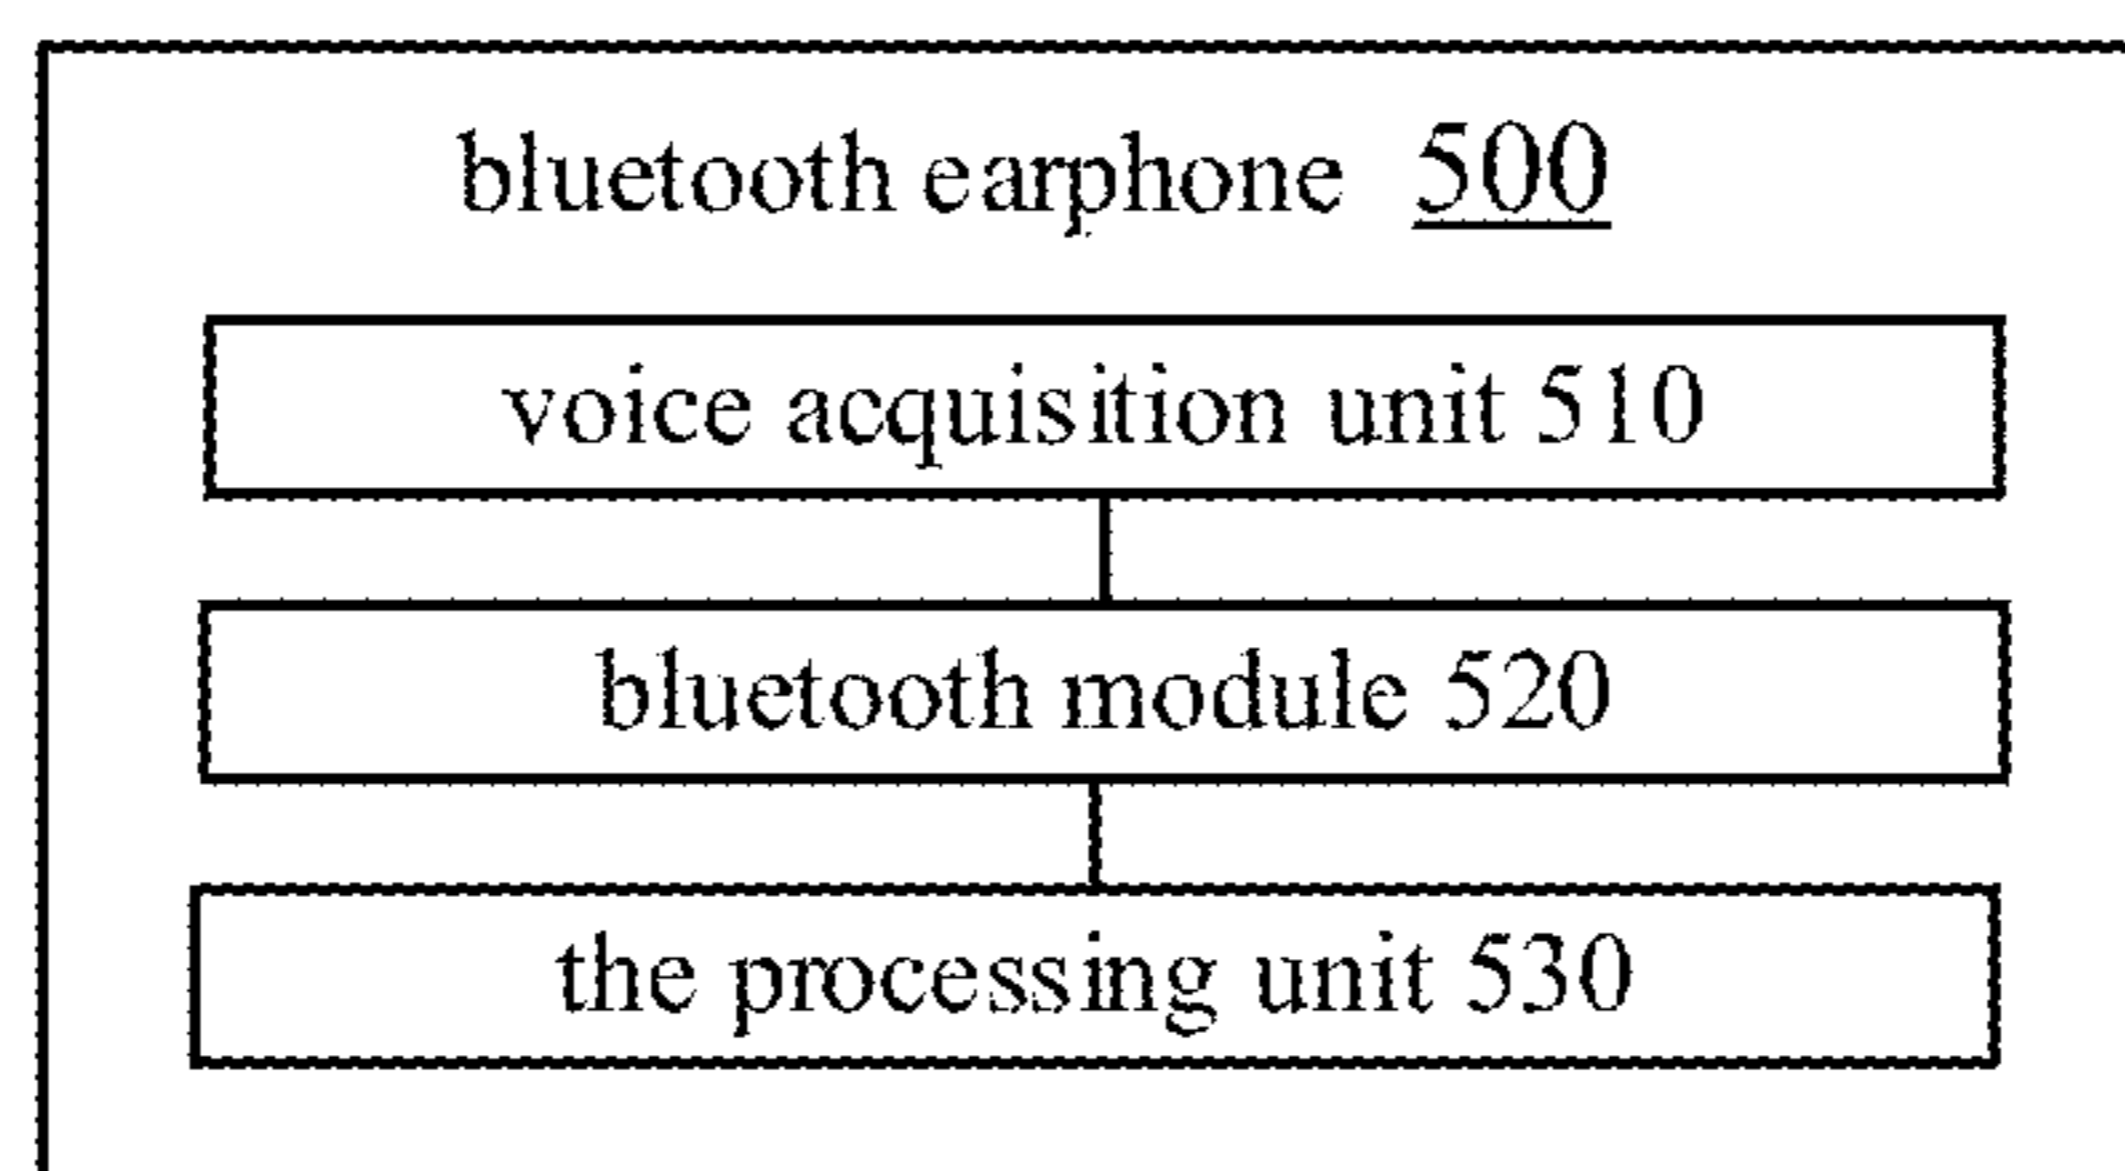 bluetooth earphone 500
voice acquisition unit 510
bluetooth module 520
the processing unit 530